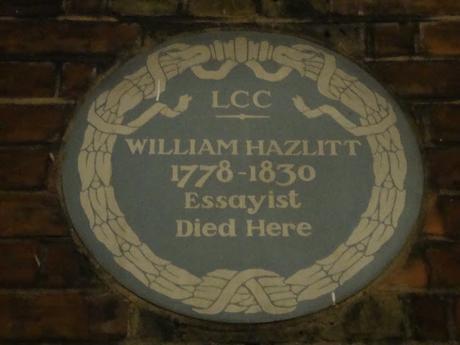 LCC
WILLIAM HAZLITT
1778-1830
Essayist
Died Here